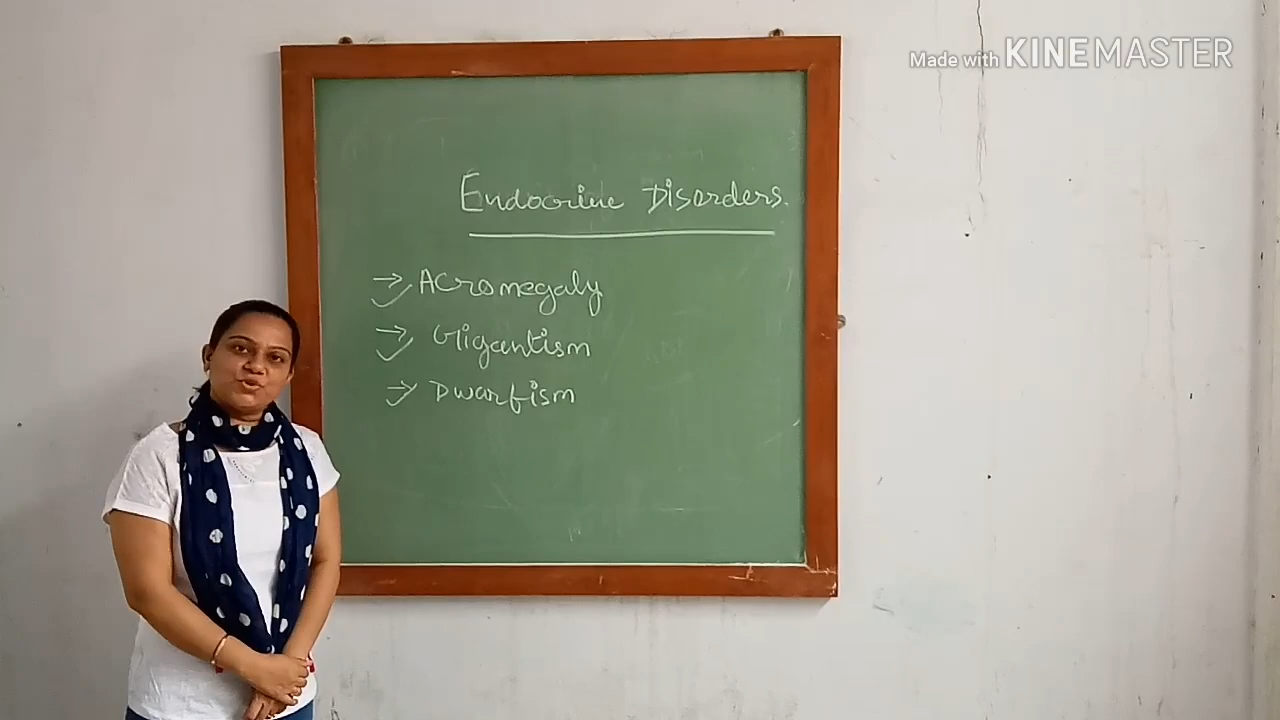 Made with KINEMASTER
Endocrine Disorders.
→ Acromegaly
→ Gigantism
→ Dwarfism